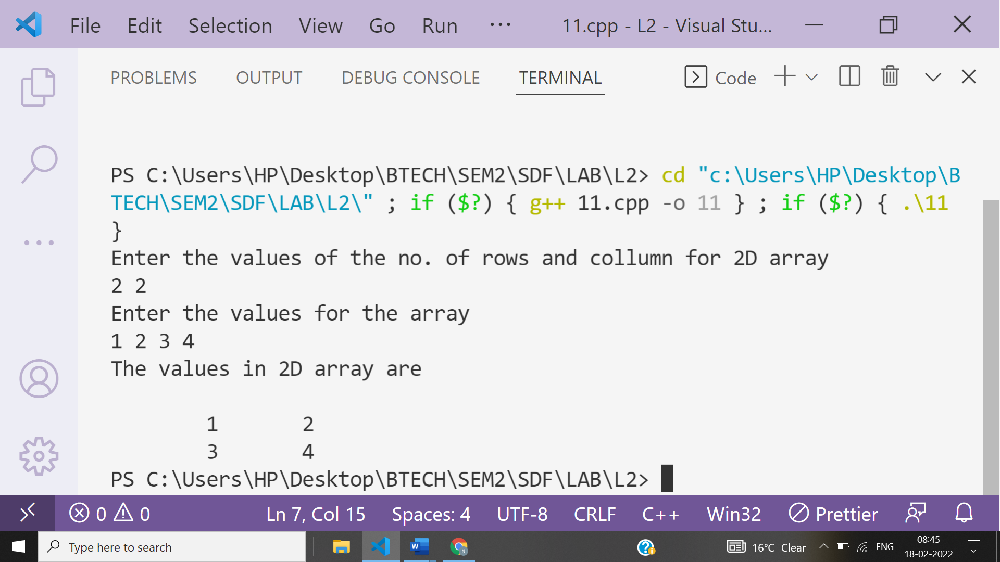 File Edit Selection View Go Run ... 11.cpp - L2 - Visual Stu...
PROBLEMS OUTPUT DEBUG CONSOLE TERMINAL Code
PS C:\Users\HP\Desktop\BTECH\SEM2\SDF\LAB\L2> cd "c:\Users\HP\Desktop\B
TECH\SEM2\SDF\LAB\L2\" ; if ($?) { g++ 11.cpp -o 11 } ; if ($?) { .\11
}
Enter the values of the no. of rows and collumn for 2D array
2 2
Enter the values for the array
1 2 3 4
The values in 2D array are
1 2
3 4
PS C:\Users\HP\Desktop\BTECH\SEM2\SDF\LAB\L2>
0 0 Ln 7, Col 15 Spaces: 4 UTF-8 CRLF C++ Win32 Prettier
Type here to search 16°C Clear ENG 08:45
18-02-2022